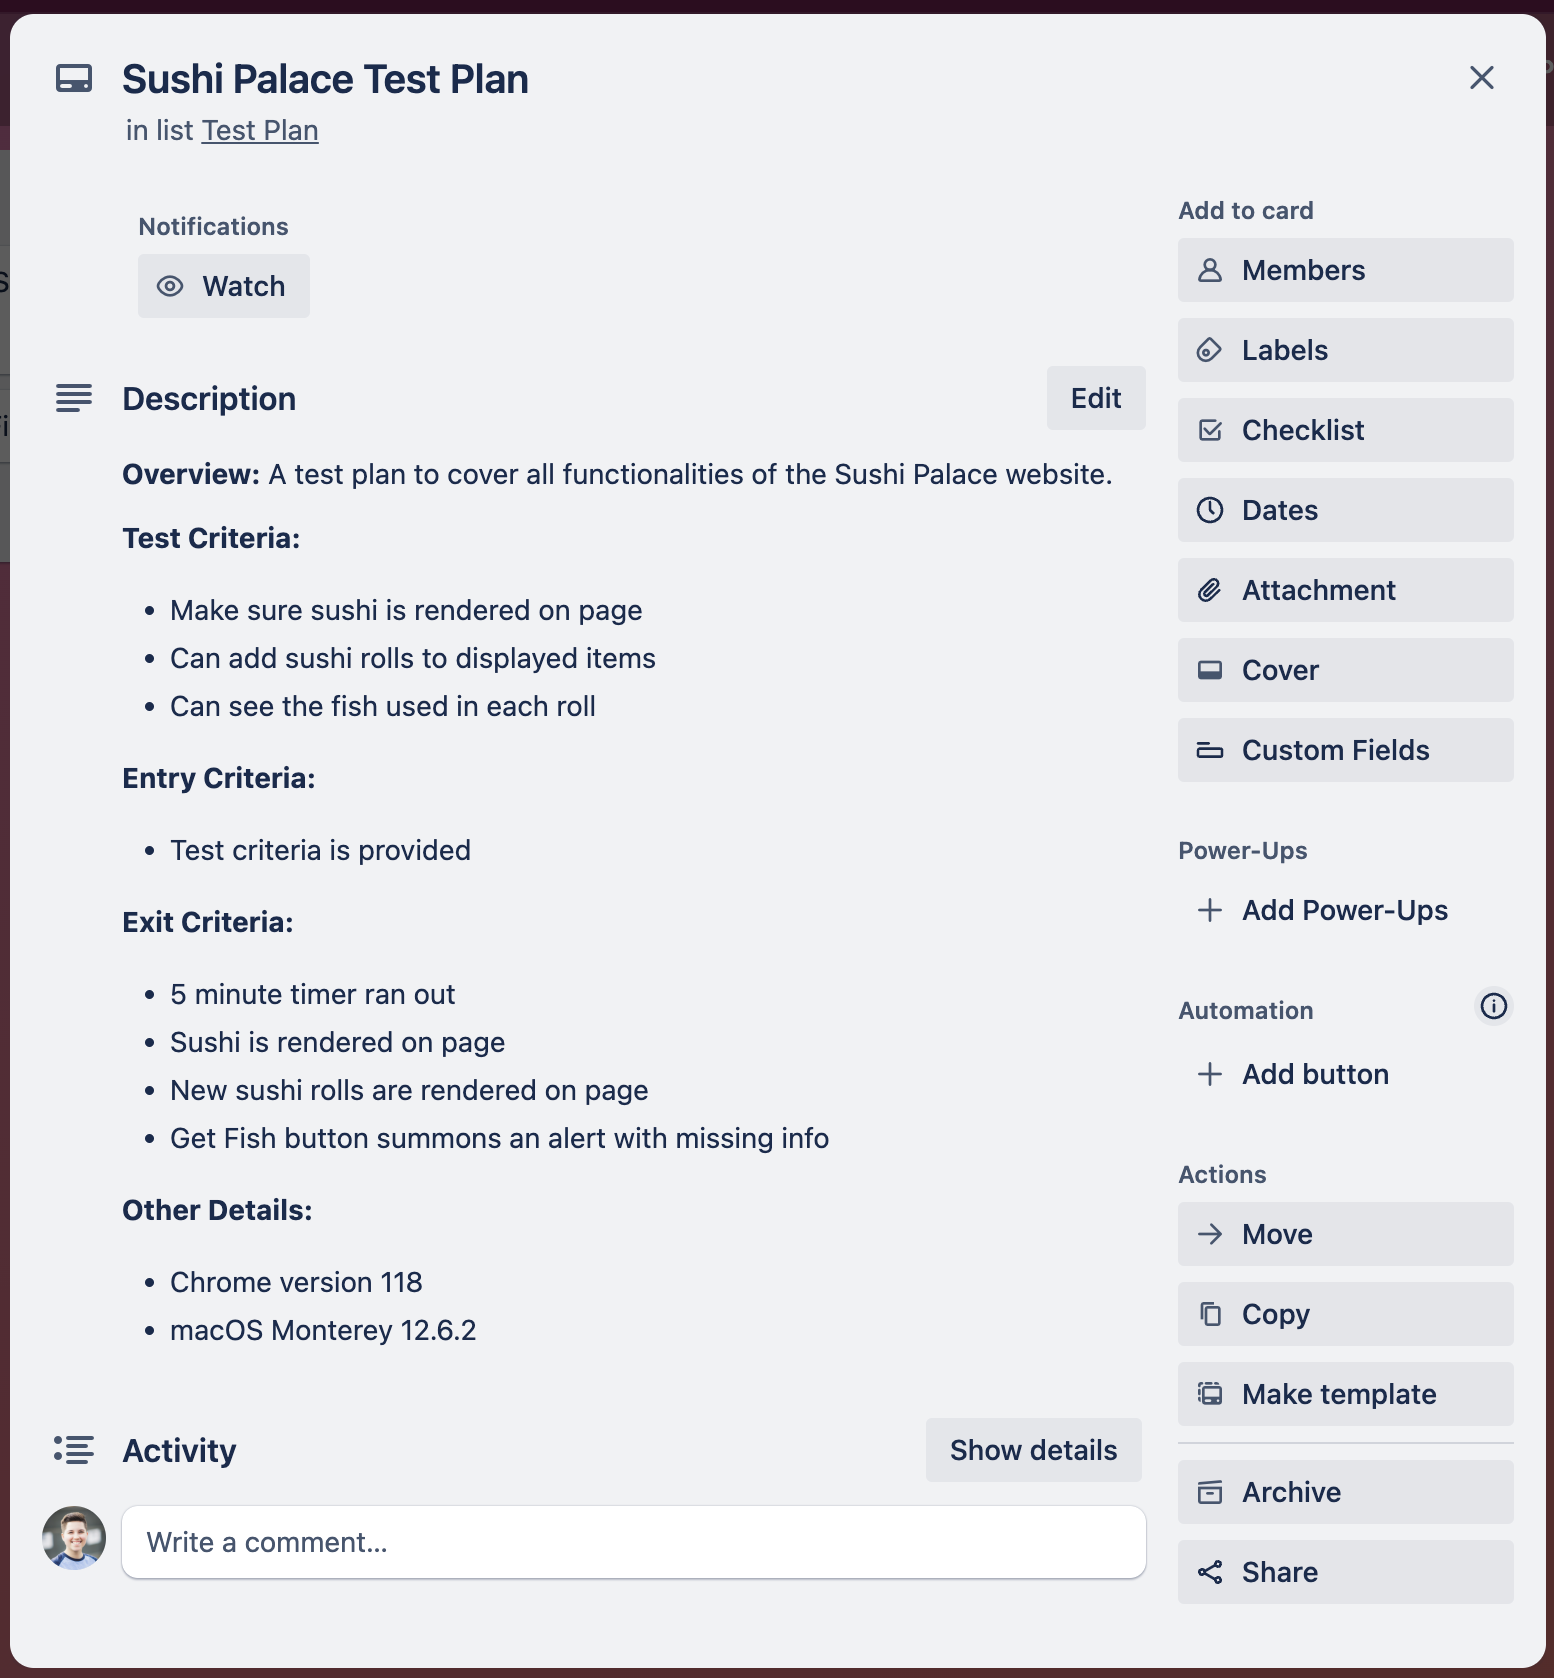 Sushi Palace Test Plan
in list Test Plan
Notifications
Watch
Description
Edit
Overview: A test plan to cover all functionalities of the Sushi Palace website.
Test Criteria:
• Make sure sushi is rendered on page
• Can add sushi rolls to displayed items
• Can see the fish used in each roll
Entry Criteria:
• Test criteria is provided
Exit Criteria:
• 5 minute timer ran out
• Sushi is rendered on page
• New sushi rolls are rendered on page
• Get Fish button summons an alert with missing info
Other Details:
• Chrome version 118
• macOS Monterey 12.6.2
Activity
Show details
Write a comment...
Add to card
Members
Labels
Checklist
Dates
Attachment
Cover
Custom Fields
Power-Ups
+ Add Power-Ups
Automation
+ Add button
Actions
Move
Copy
Make template
Archive
Share